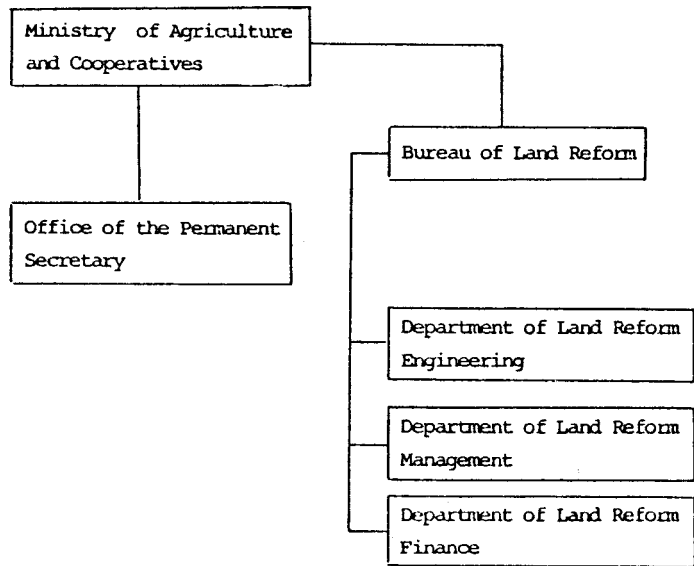 Ministry of Agriculture
and Cooperatives
Bureau of Land Reform
Office of the Permanent
Secretary
Department of Land Reform
Engineering
Department of Land Reform
Management
Department of Land Reform
Finance